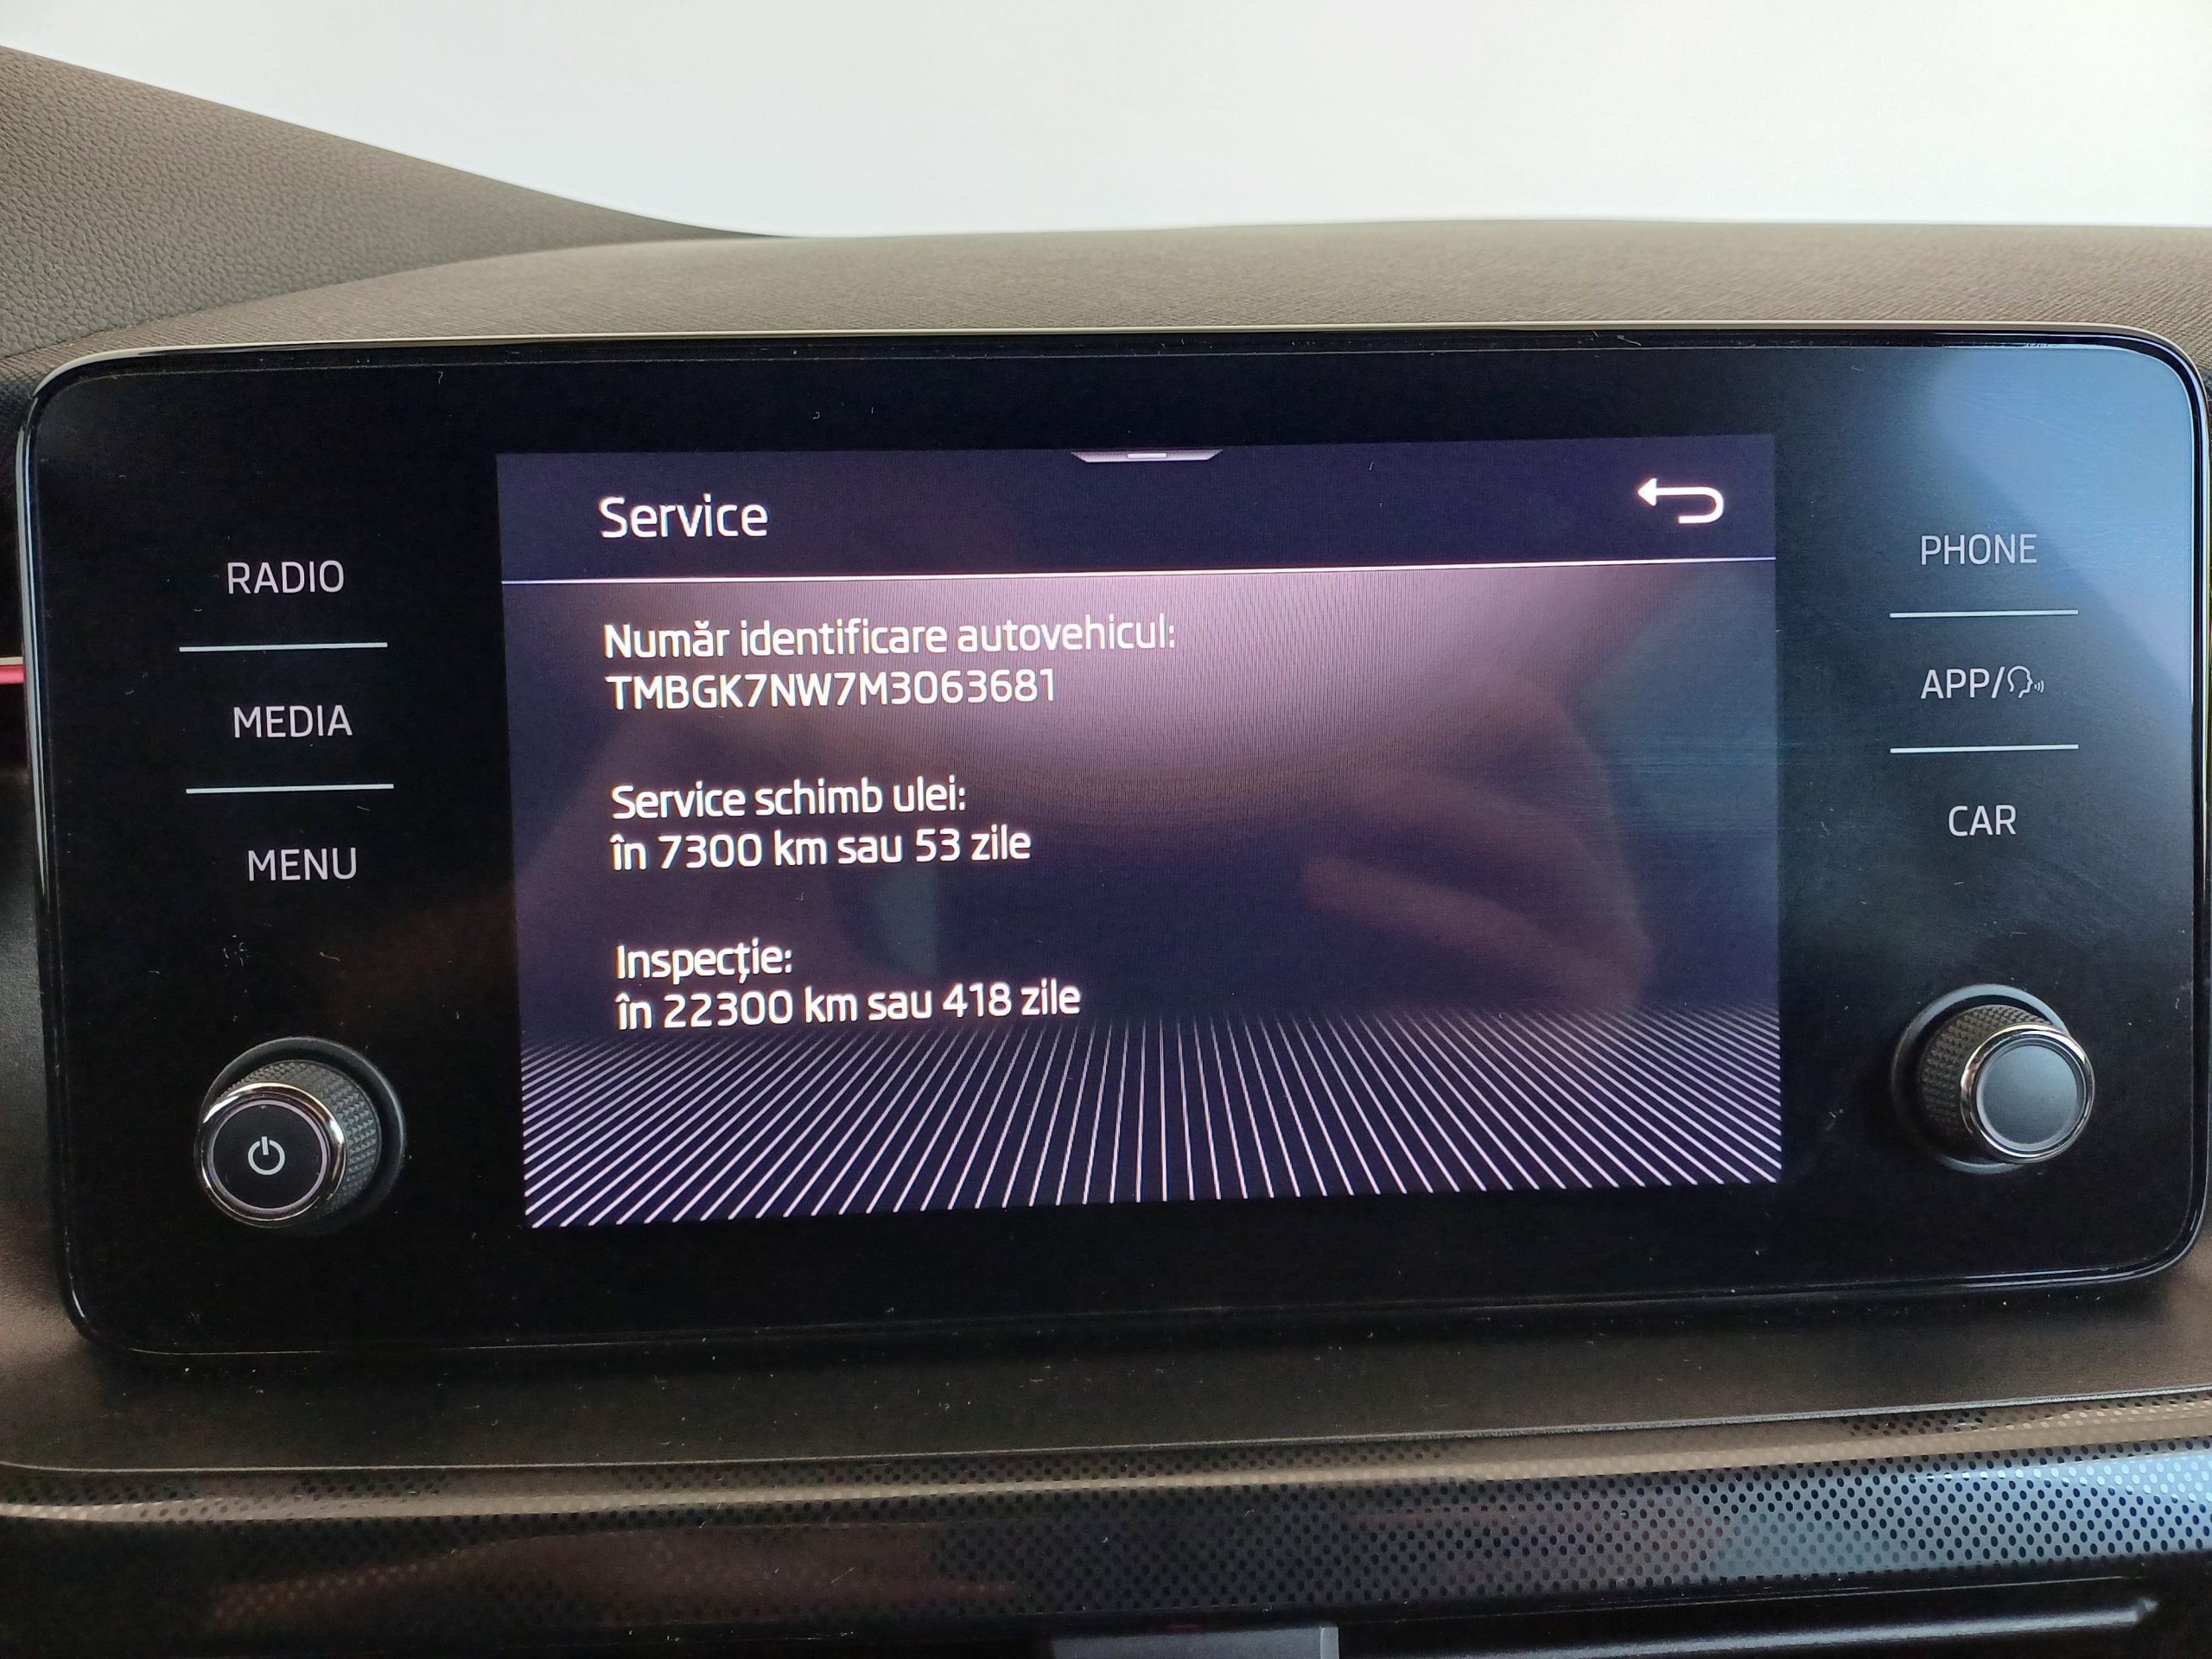 Service
RADIO
MEDIA
MENU
Număr identificare autovehicul:
TMBGK7NW7M3063681
Service schimb ulei:
în 7300 km sau 53 zile
Inspecție:
în 22300 km sau 418 zile
PHONE
APP/
CAR